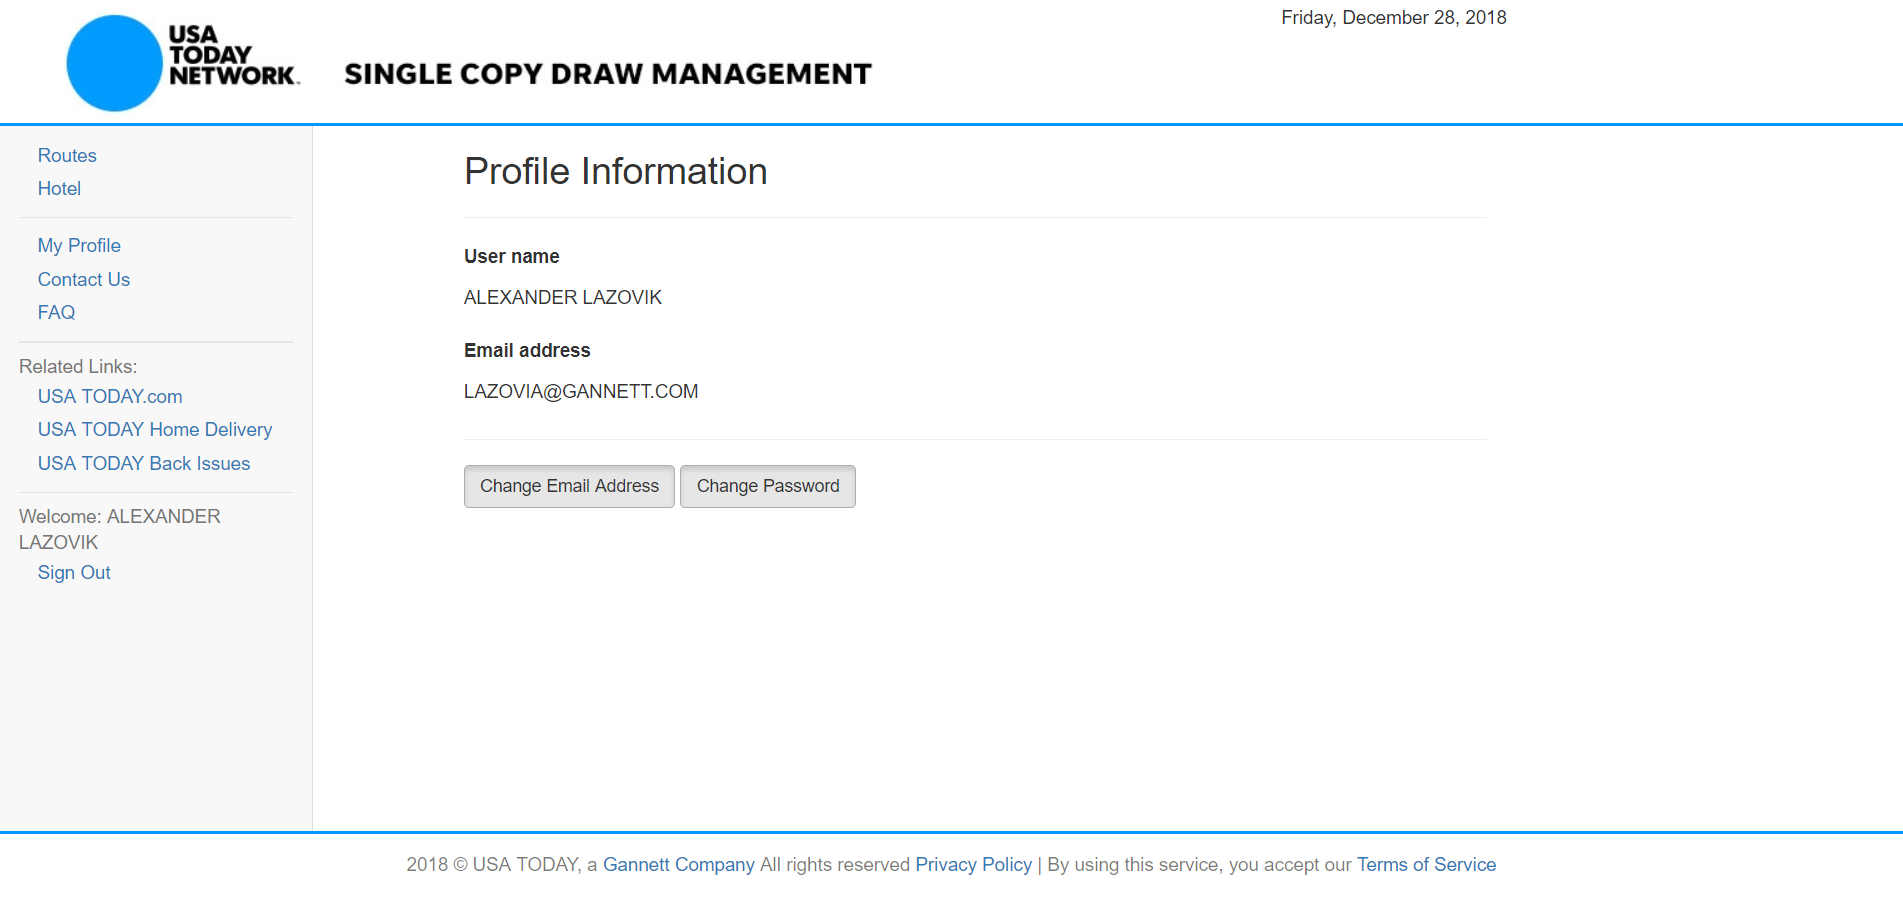 Friday, December 28, 2018
USA
TODAY
NETWORK™
SINGLE COPY DRAW MANAGEMENT
Routes
Hotel
My Profile
Contact Us
FAQ
Related Links:
USA TODAY.com
USA TODAY Home Delivery
USA TODAY Back Issues
Welcome: ALEXANDER
LAZOVIK
Sign Out
Profile Information
User name
ALEXANDER LAZOVIK
Email address
LAZOVIA@GANNETT.COM
Change Email Address Change Password
2018 © USA TODAY, a Gannett Company All rights reserved Privacy Policy | By using this service, you accept our Terms of Service